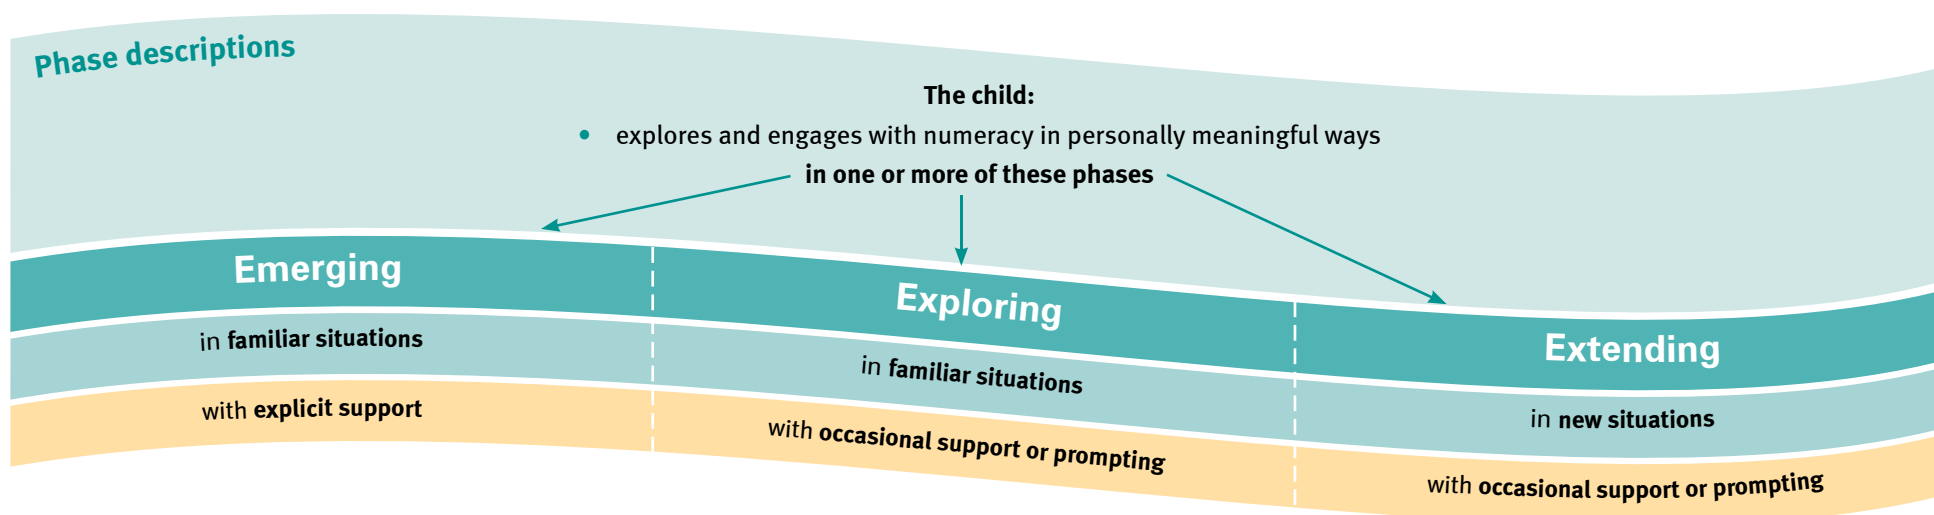 Phase descriptions
The child:
• explores and engages with numeracy in personally meaningful ways
in one or more of these phases
Emerging
in familiar situations
with explicit support
Exploring
in familiar situations
with occasional support or prompting
Extending
in new situations
with occasional support or prompting